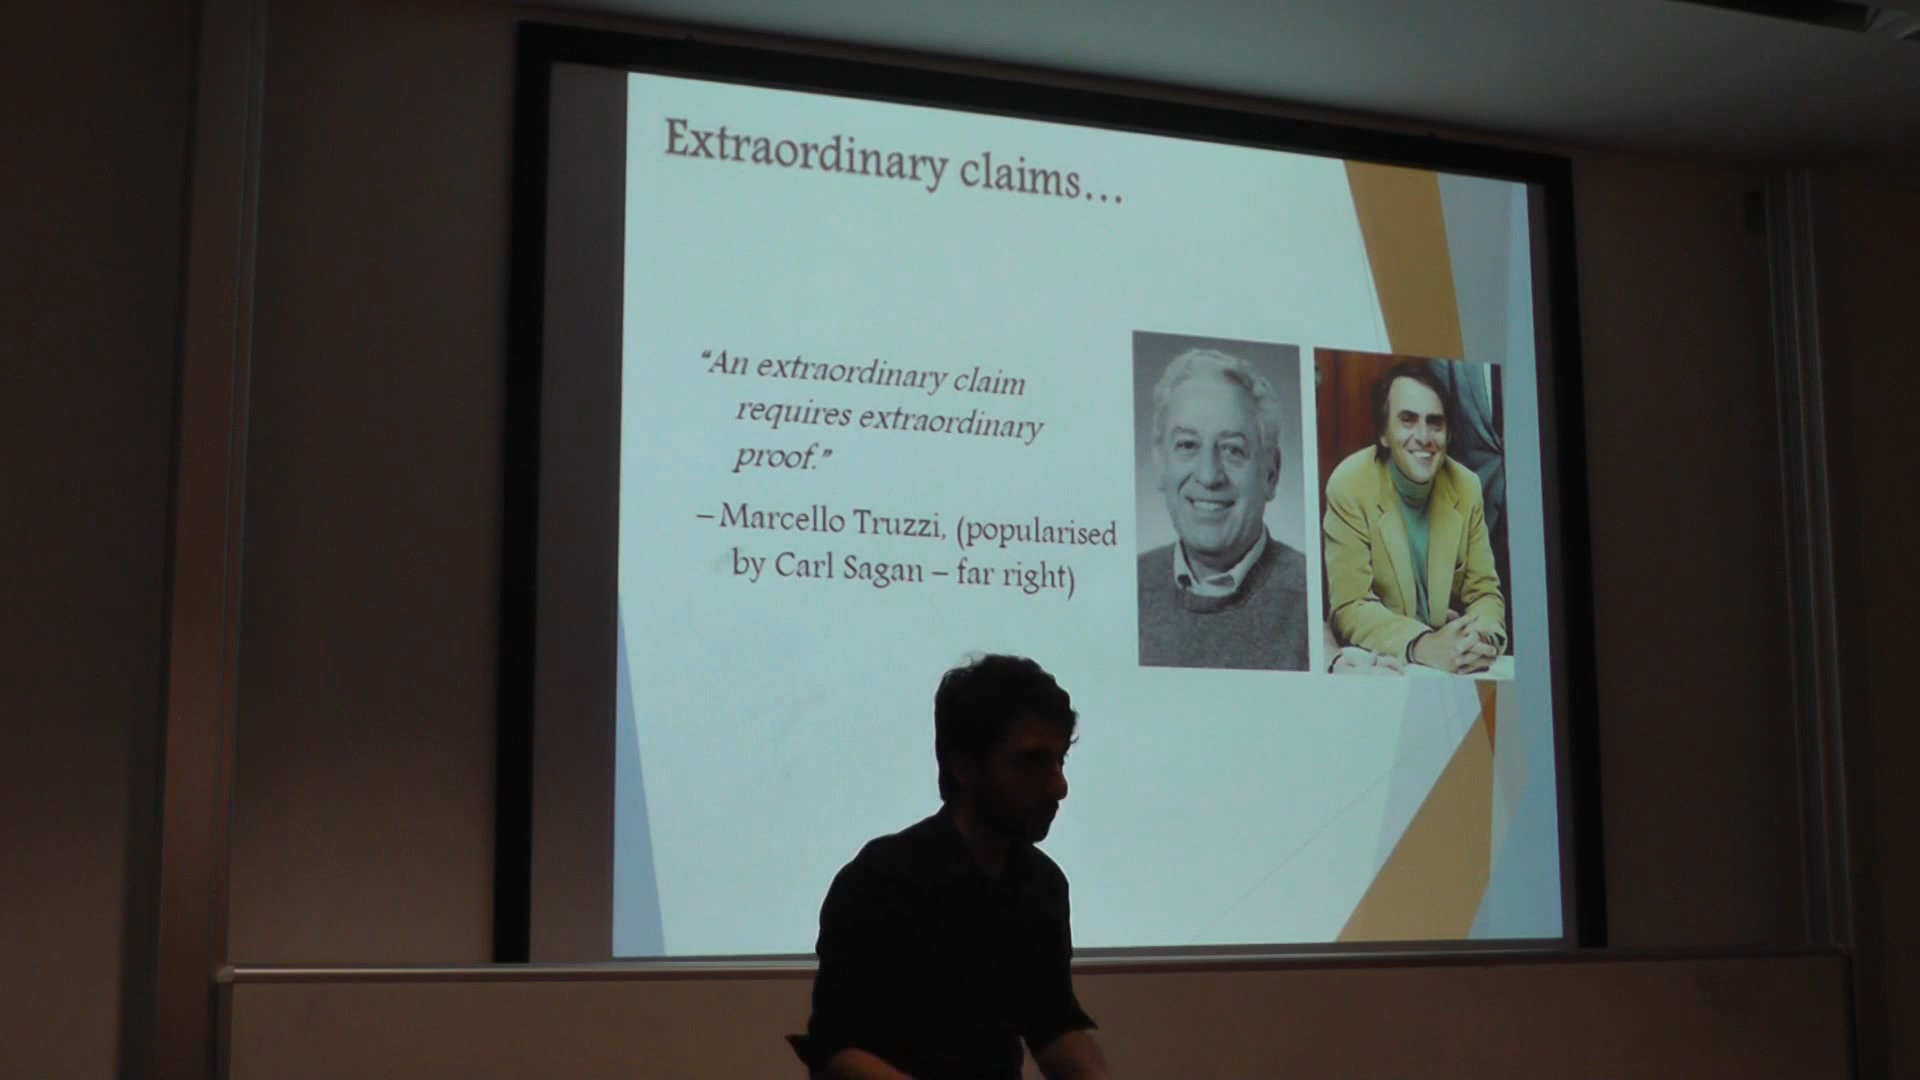 Extraordinary claims...
“An extraordinary claim
requires extraordinary
proof.”
– Marcello Truzzi, (popularised
by Carl Sagan – far right)